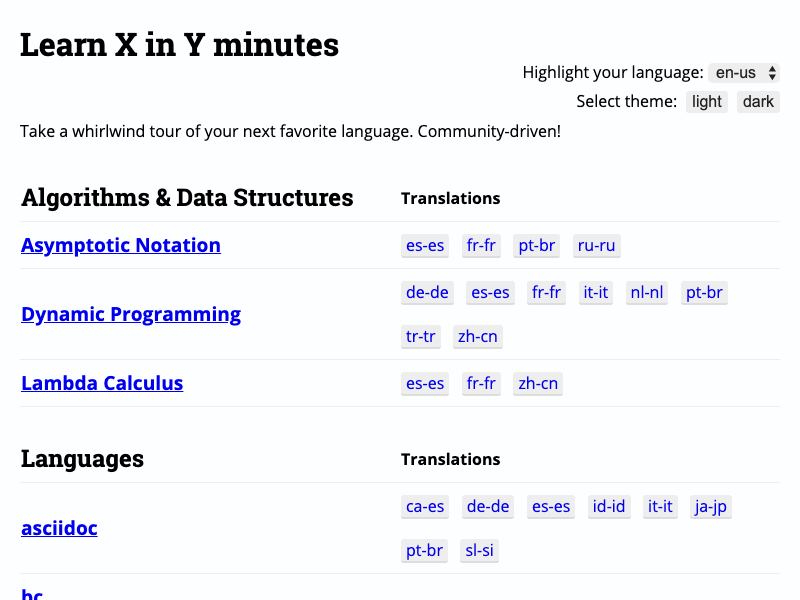 Learn X in Y minutes
Highlight your language: en-us
Select theme: light dark
Take a whirlwind tour of your next favorite language. Community-driven!
Algorithms & Data Structures Translations
Asymptotic Notation es-es fr-fr pt-br ru-ru
Dynamic Programming de-de es-es fr-fr it-it nl-nl pt-br
tr-tr zh-cn
Lambda Calculus es-es fr-fr zh-cn
Languages Translations
asciidoc ca-es de-de es-es id-id it-it ja-jp
pt-br sl-si
bc